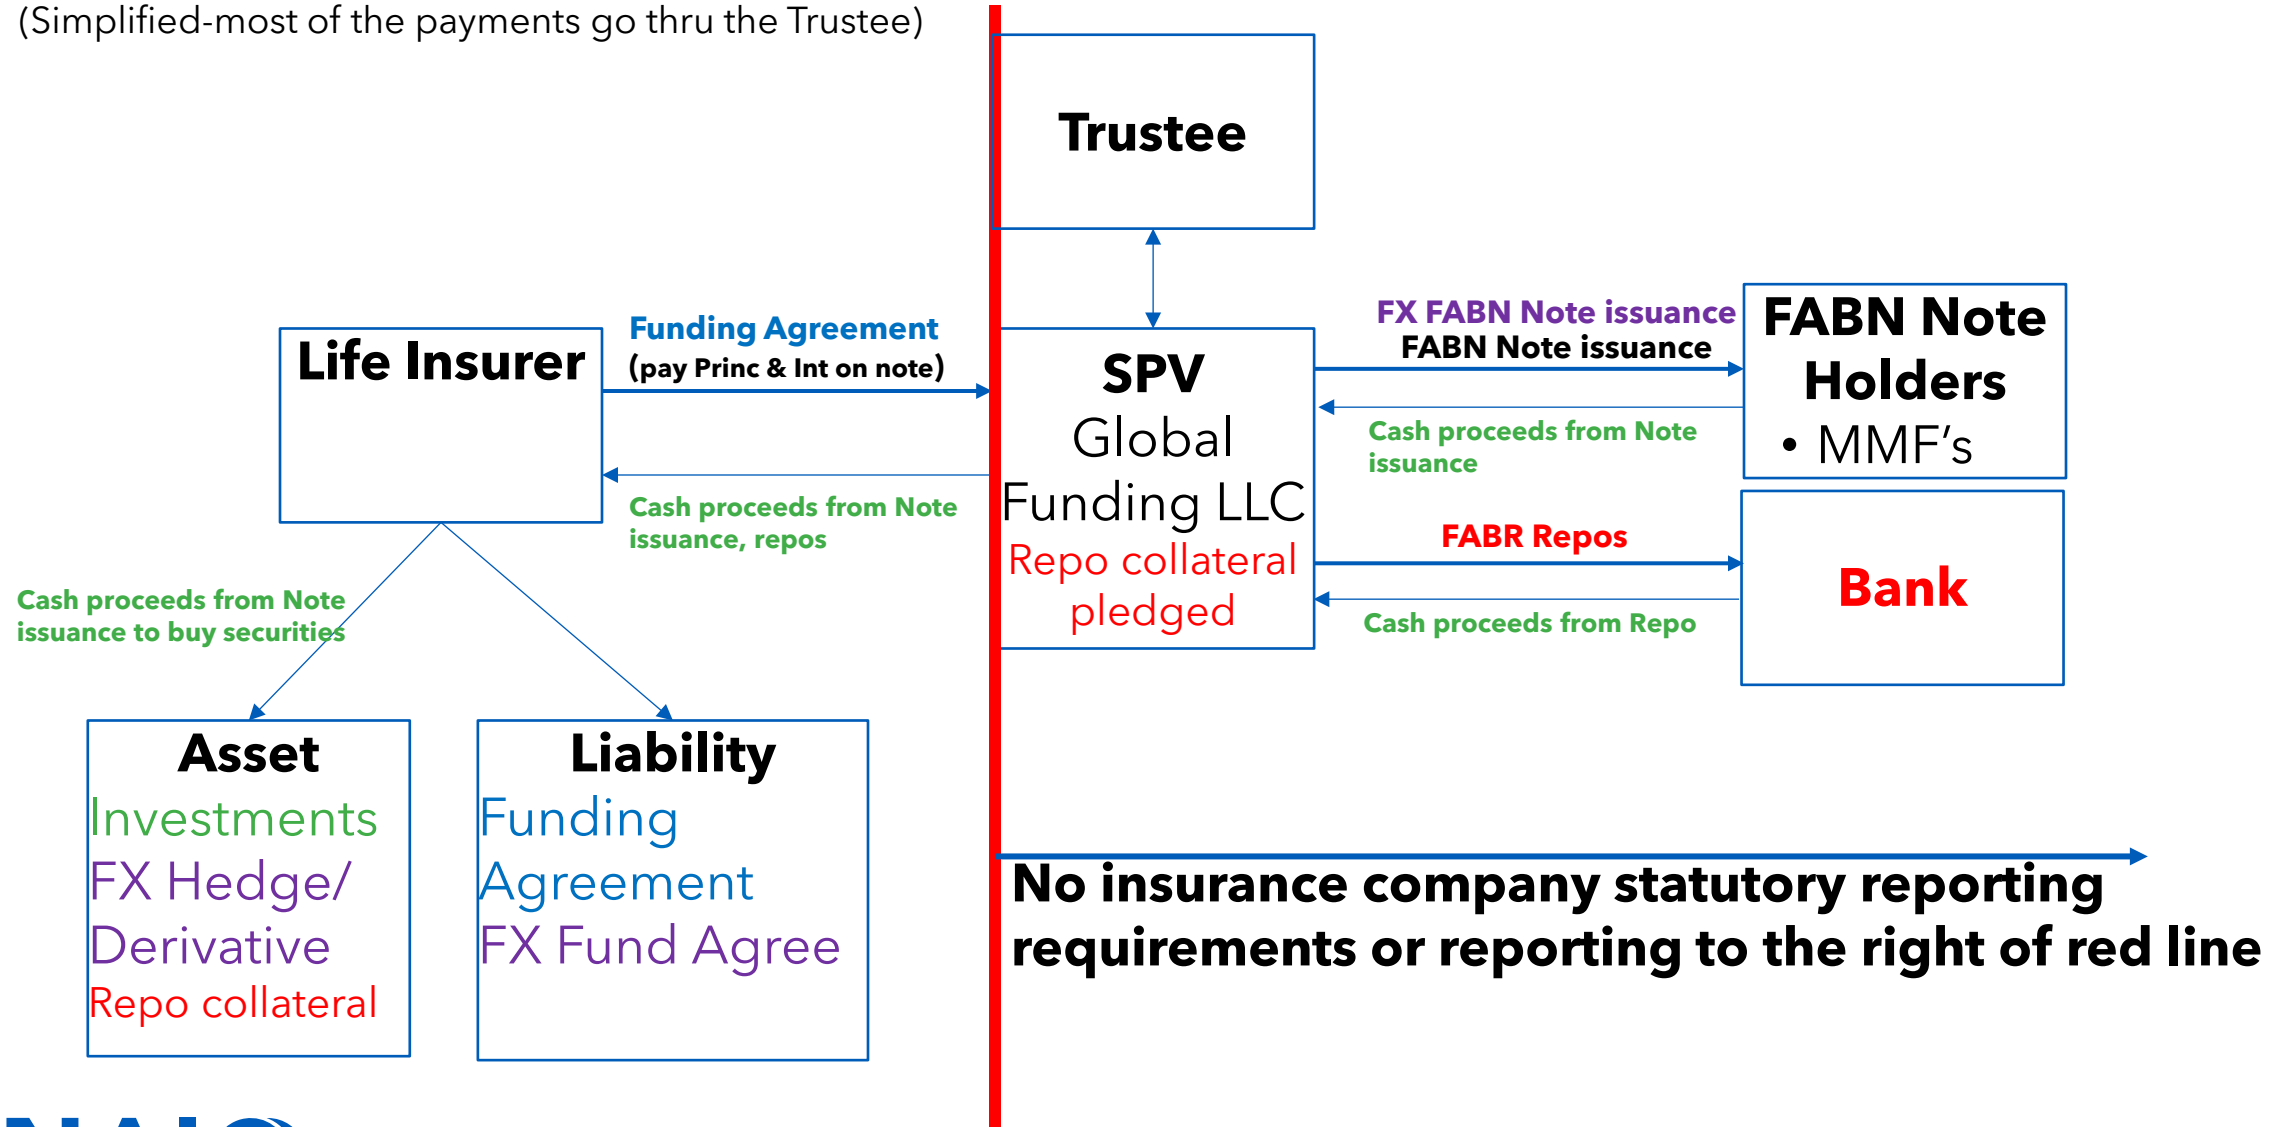 (Simplified-most of the payments go thru the Trustee)
Trustee
Life Insurer
Funding Agreement
(pay Princ & Int on note)
Cash proceeds from Note
issuance, repos
SPV
Global
Funding LLC
Repo collateral
pledged
FX FABN Note issuance
FABN Note issuance
Cash proceeds from Note
issuance
FABN Note
Holders
• MMF's
FABR Repos
Cash proceeds from Repo
Bank
Cash proceeds from Note
issuance to buy securities
Asset
Investments
FX Hedge/
Derivative
Repo collateral
Liability
Funding
Agreement
FX Fund Agree
No insurance company statutory reporting
requirements or reporting to the right of red line